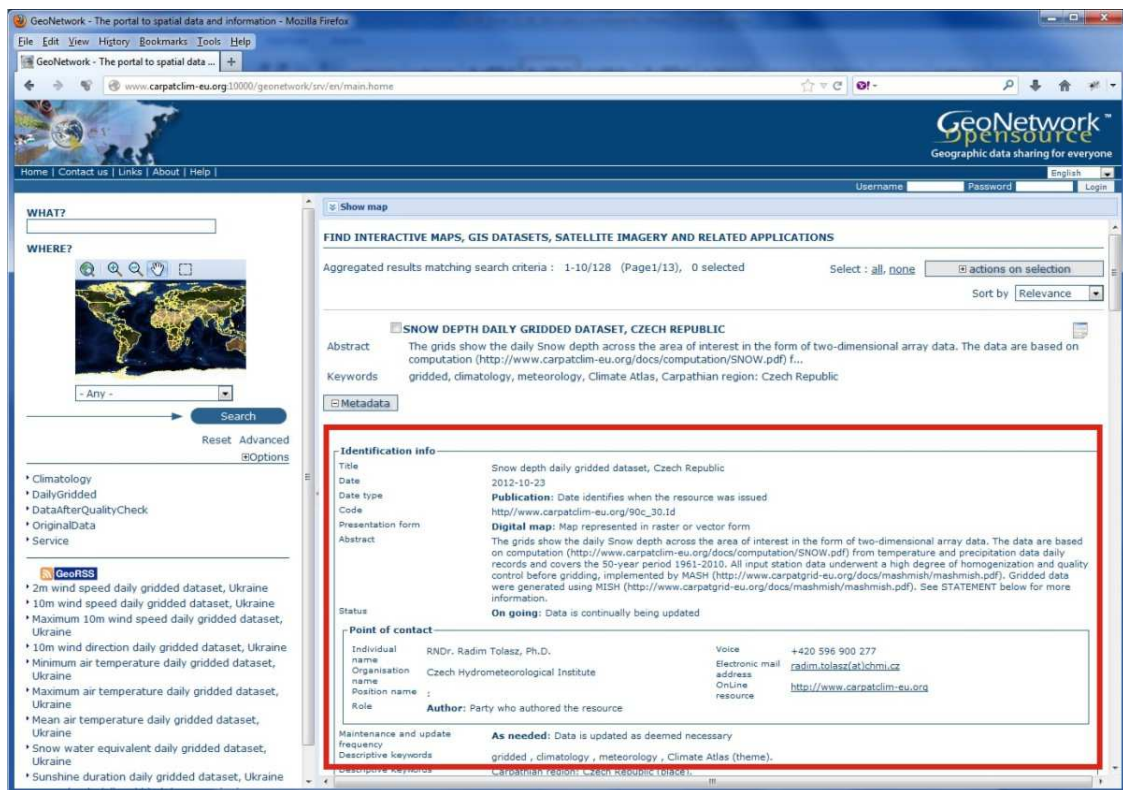 GeoNetwork - The portal to spatial data and information - Mozilla Firefox
File Edit View History Bookmarks Tools Help
GeoNetwork - The portal to spatial data ...
www.carpatclim-eu.org:10000/geonetwork/srv/en/main.home
GeoNetwork™
Opensource
Geographic data sharing for everyone
Home | Contact us | Links | About | Help |
English
Username Password Login
WHAT?
WHERE?
- Any -
Search
Reset Advanced
Options
Climatology
DailyGridded
DataAfterQualityCheck
OriginalData
Service
GeoRSS
2m wind speed daily gridded dataset, Ukraine
10m wind speed daily gridded dataset, Ukraine
Maximum 10m wind speed daily gridded dataset,
Ukraine
10m wind direction daily gridded dataset, Ukraine
Minimum air temperature daily gridded dataset,
Ukraine
Maximum air temperature daily gridded dataset,
Ukraine
Mean air temperature daily gridded dataset,
Ukraine
Snow water equivalent daily gridded dataset,
Ukraine
Sunshine duration daily gridded dataset, Ukraine
Show map
FIND INTERACTIVE MAPS, GIS DATASETS, SATELLITE IMAGERY AND RELATED APPLICATIONS
Aggregated results matching search criteria : 1-10/128 (Page1/13), 0 selected Select : all, none actions on selection
Sort by Relevance
SNOW DEPTH DAILY GRIDDED DATASET, CZECH REPUBLIC
Abstract The grids show the daily Snow depth across the area of interest in the form of two-dimensional array data. The data are based on
computation (http://www.carpatclim-eu.org/docs/computation/SNOW.pdf) f...
Keywords gridded, climatology, meteorology, Climate Atlas, Carpathian region: Czech Republic
Metadata
Identification info
Title Snow depth daily gridded dataset, Czech Republic
Date 2012-10-23
Date type Publication: Date identifies when the resource was issued
Code http//www.carpatclim-eu.org/90c_30.Id
Presentation form Digital map: Map represented in raster or vector form
Abstract The grids show the daily Snow depth across the area of interest in the form of two-dimensional array data. The data are based
on computation (http://www.carpatclim-eu.org/docs/computation/SNOW.pdf) from temperature and precipitation data daily
records and covers the 50-year period 1961-2010. All input station data underwent a high degree of homogenization and quality
control before gridding, implemented by MASH (http://www.carpatgrid-eu.org/docs/mashmish/mashmish.pdf). Gridded data
were generated using MISH (http://www.carpatgrid-eu.org/docs/mashmish/mashmish.pdf). See STATEMENT below for more
information.
Status On going: Data is continually being updated
Point of contact
Individual name RNDr. Radim Tolasz, Ph.D. Voice +420 596 900 277
Organisation name Czech Hydrometeorological Institute Electronic mail address radim.tolasz(at)chmi.cz
Position name : OnLine resource http://www.carpatclim-eu.org
Role Author: Party who authored the resource
Maintenance and update frequency As needed: Data is updated as deemed necessary
Descriptive keywords gridded , climatology , meteorology , Climate Atlas (theme).
Descriptive keywords Carpathian region: Czech Republic (place).